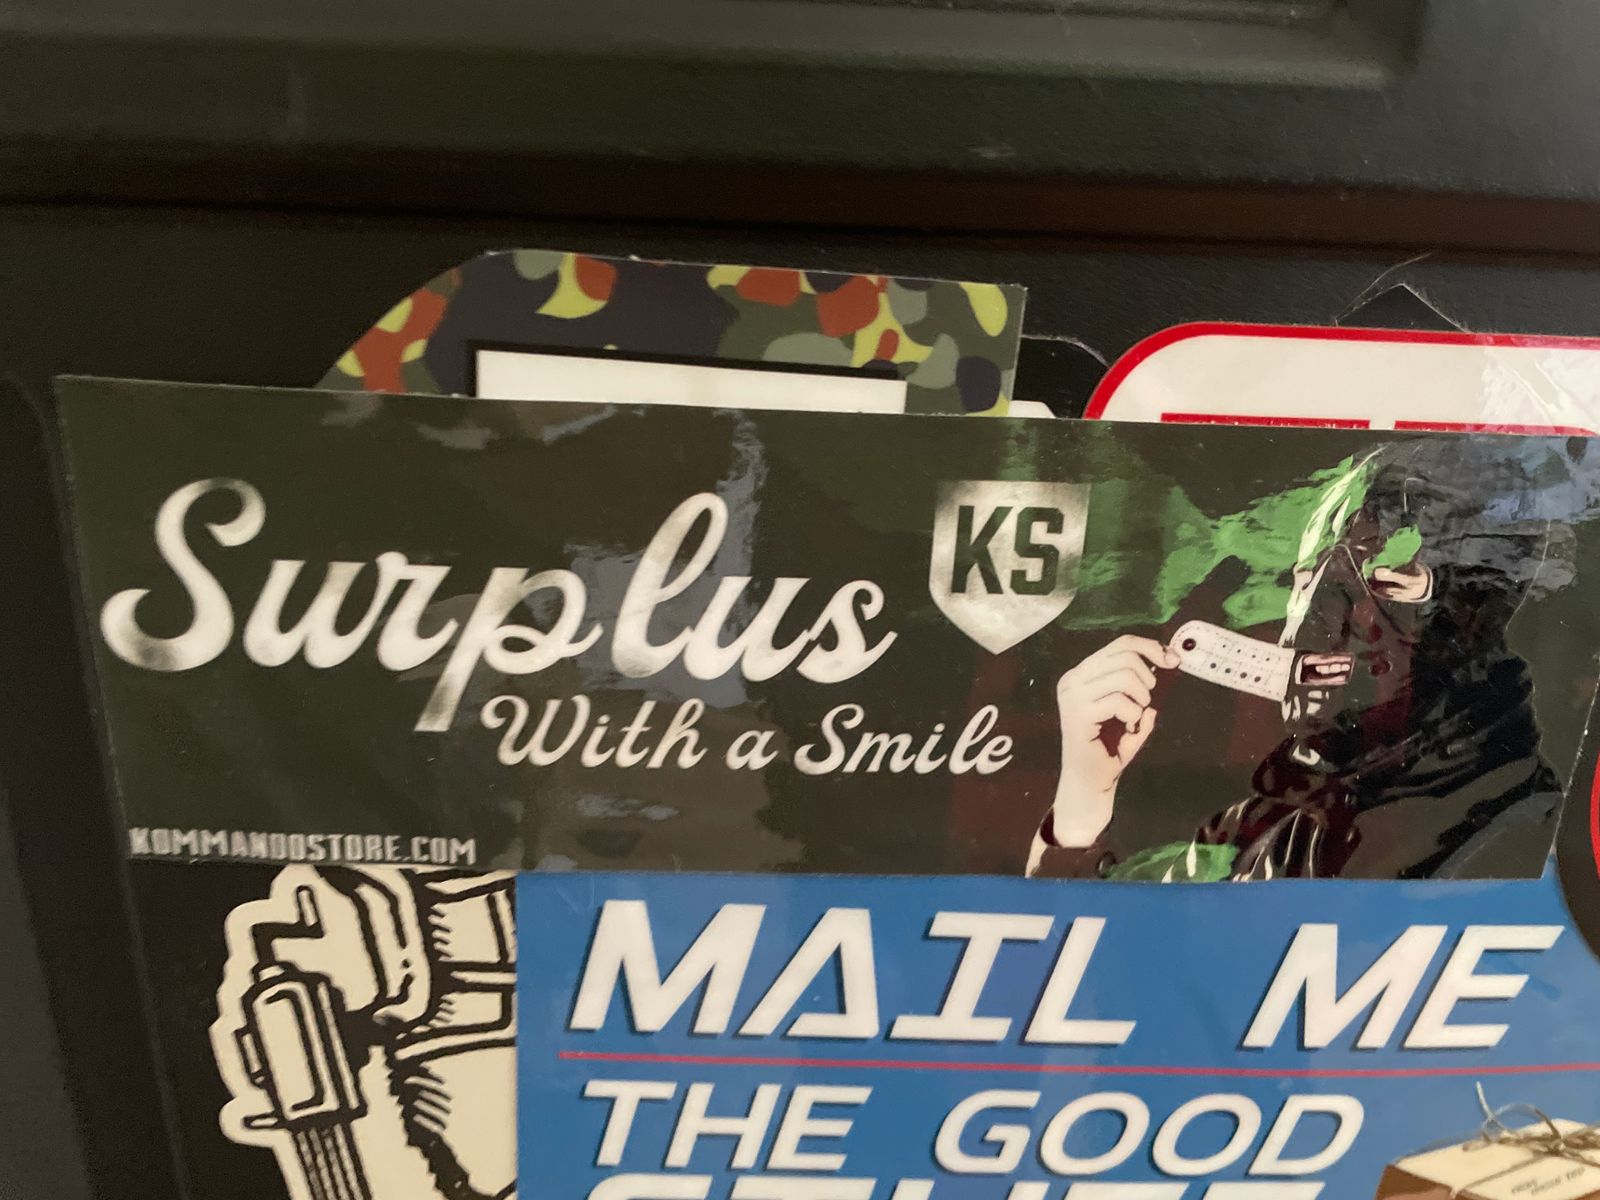 Surplus
KS
With a Smile
KOMMANDOSTORE.COM
MAIL ME
THE GOOD